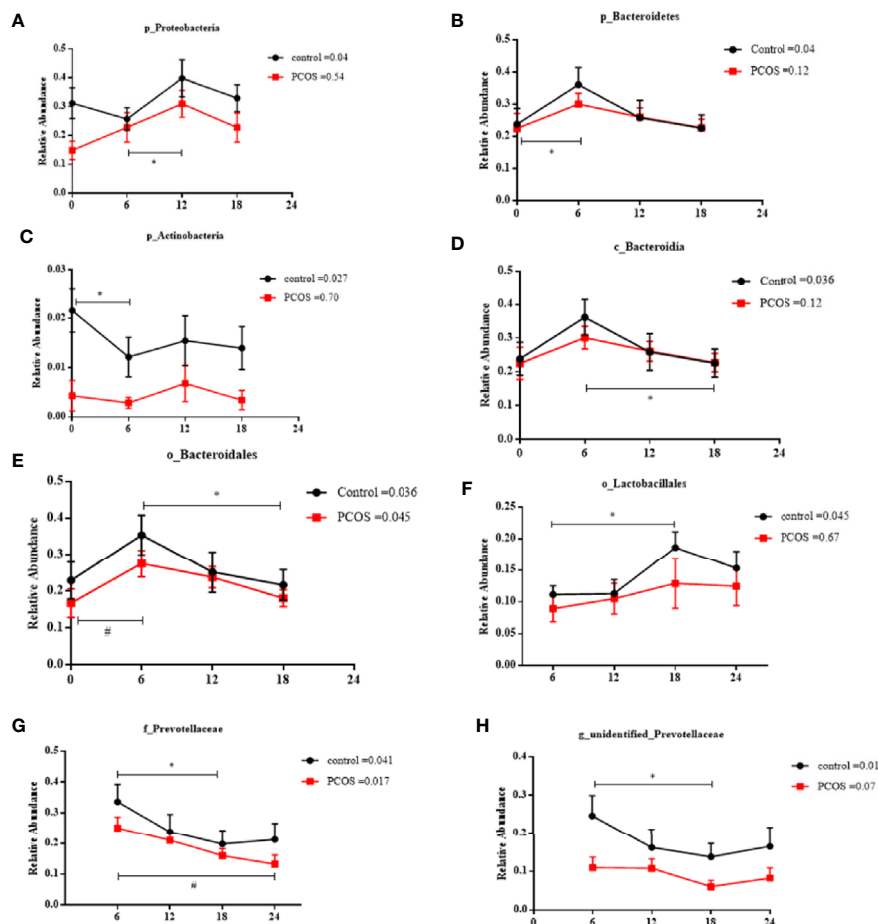 A
p_Proteobacteria
control =0.04
PCOS =0.54
Relative Abundance
0.5
0.4
0.3
0.2
0.1
0.0
*
0 6 12 18 24
B
p_Bacteroidetes
Control =0.04
PCOS =0.12
Relative Abundance
0.5
0.4
0.3
0.2
0.1
0.0
*
0 6 12 18 24
C
p_Actinobacteria
control =0.027
PCOS =0.70
Relative Abundance
0.03
0.02
0.01
0.00
*
0 6 12 18 24
D
c_Bacteroidia
Control =0.036
PCOS =0.12
Relative Abundance
0.5
0.4
0.3
0.2
0.1
0.0
*
0 6 12 18 24
E
o_Bacteroidales
Control =0.036
PCOS =0.045
Relative Abundance
0.5
0.4
0.3
0.2
0.1
0.0
*
#
0 6 12 18 24
F
o_Lactobacillales
control =0.045
PCOS =0.67
Relative Abundance
0.25
0.20
0.15
0.10
0.05
0.00
*
6 12 18 24
G
f_Prevotellaceae
control =0.041
PCOS =0.017
Relative Abundance
0.5
0.4
0.3
0.2
0.1
0.0
*
#
6 12 18 24
H
g_unidentified_Prevotellaceae
control =0.01
PCOS =0.07
Relative Abundance
0.4
0.3
0.2
0.1
0.0
*
0 6 12 18 24